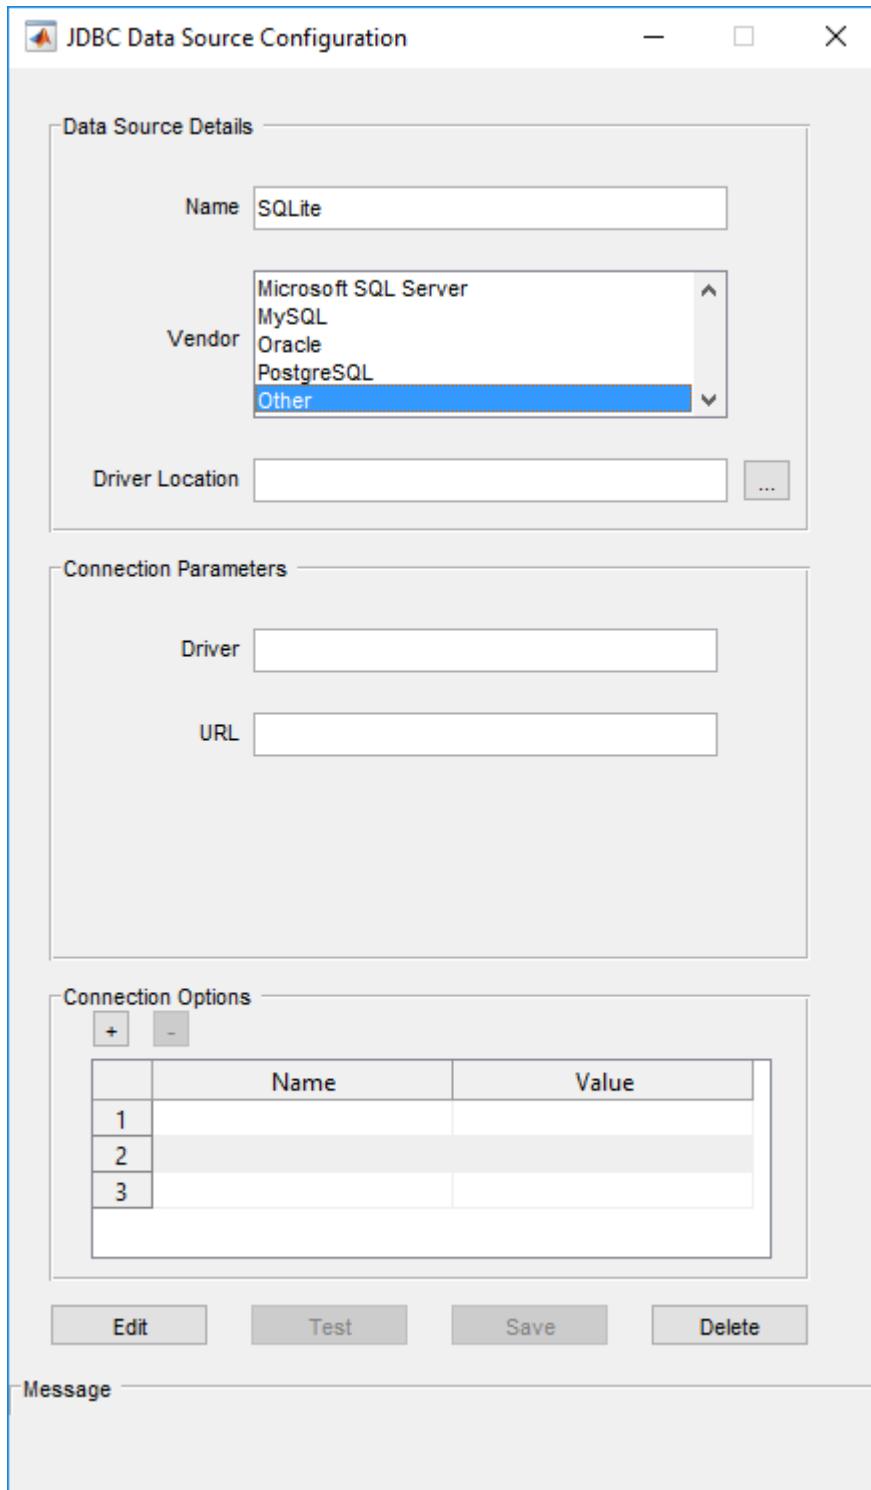 JDBC Data Source Configuration
Data Source Details
Name SQLite
Vendor
Microsoft SQL Server
MySQL
Oracle
PostgreSQL
Other
Driver Location ...
Connection Parameters
Driver
URL
Connection Options
+ -
Name Value
1
2
3
Edit Test Save Delete
Message